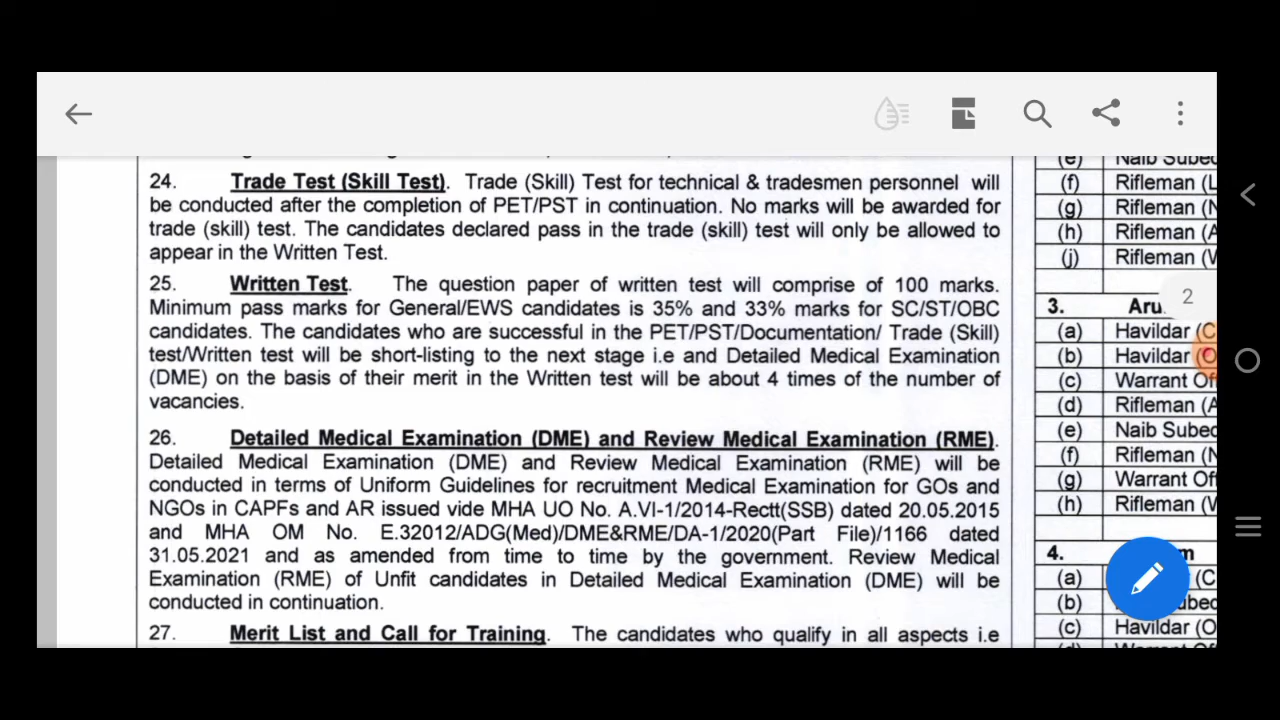 24. Trade Test (Skill Test). Trade (Skill) Test for technical & tradesmen personnel will
be conducted after the completion of PET/PST in continuation. No marks will be awarded for
trade (skill) test. The candidates declared pass in the trade (skill) test will only be allowed to
appear in the Written Test.
25. Written Test. The question paper of written test will comprise of 100 marks.
Minimum pass marks for General/EWS candidates is 35% and 33% marks for SC/ST/OBC
candidates. The candidates who are successful in the PET/PST/Documentation/ Trade (Skill)
test/Written test will be short-listing to the next stage i.e and Detailed Medical Examination
(DME) on the basis of their merit in the Written test will be about 4 times of the number of
vacancies.
26. Detailed Medical Examination (DME) and Review Medical Examination (RME).
Detailed Medical Examination (DME) and Review Medical Examination (RME) will be
conducted in terms of Uniform Guidelines for recruitment Medical Examination for GOs and
NGOs in CAPFs and AR issued vide MHA UO No. A.VI-1/2014-Rectt(SSB) dated 20.05.2015
and MHA OM No. E.32012/ADG(Med)/DME&RME/DA-1/2020(Part File)/1166 dated
31.05.2021 and as amended from time to time by the government. Review Medical
Examination (RME) of Unfit candidates in Detailed Medical Examination (DME) will be
conducted in continuation.
27. Merit List and Call for Training. The candidates who qualify in all aspects i.e
(e) Naib Subed
(f) Rifleman (L
(g) Rifleman (N
(h) Rifleman (A
(j) Rifleman (W
2
3. Aru
(a) Havildar (C
(b) Havildar (O
(c) Warrant Off
(d) Rifleman (A
(e) Naib Subed
(f) Rifleman (N
(g) Warrant Off
(h) Rifleman (W
4. m
(a) (C
(b) ubed
(c) Havildar (O
(d) Warrant Off